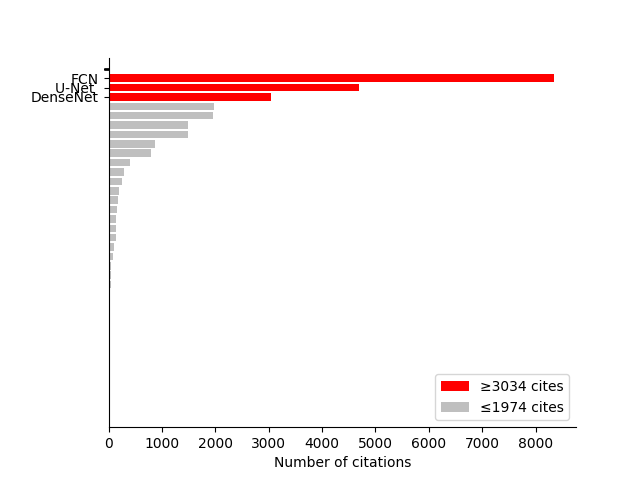 FCN
U-Net
DenseNet
≥3034 cites
≤1974 cites
0 1000 2000 3000 4000 5000 6000 7000 8000
Number of citations